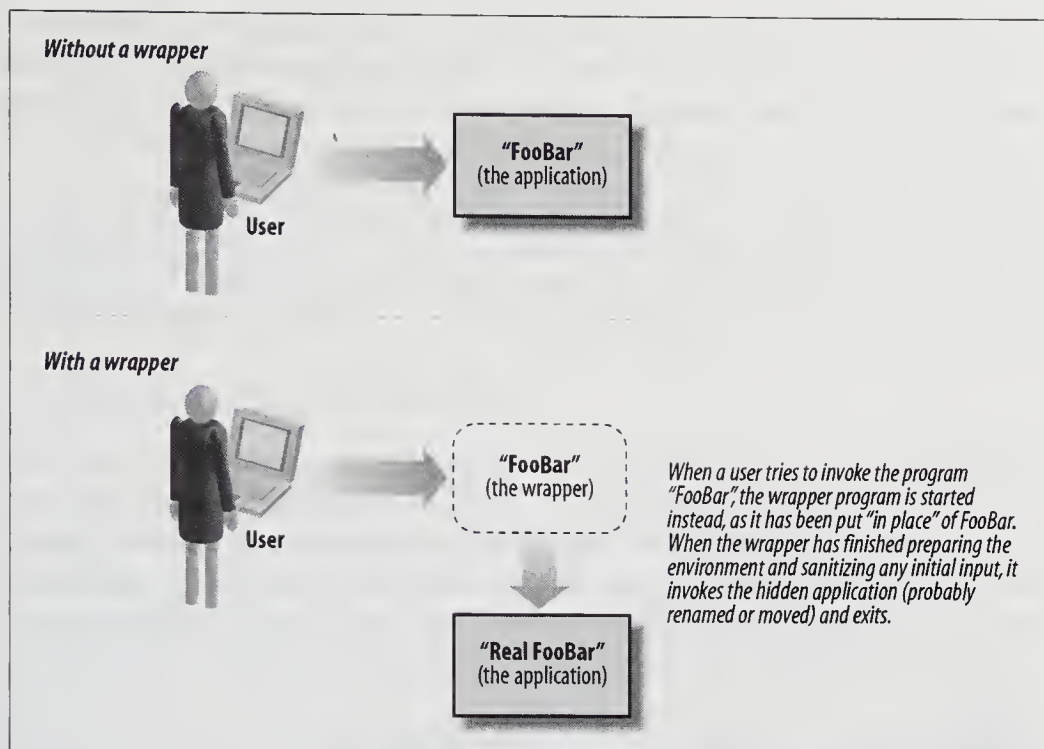 Without a wrapper
"FooBar"
(the application)
User
With a wrapper
"FooBar"
(the wrapper)
User
When a user tries to invoke the program
"FooBar", the wrapper program is started
instead, as it has been put "in place" of FooBar.
When the wrapper has finished preparing the
environment and sanitizing any initial input, it
invokes the hidden application (probably
renamed or moved) and exits.
"Real FooBar"
(the application)